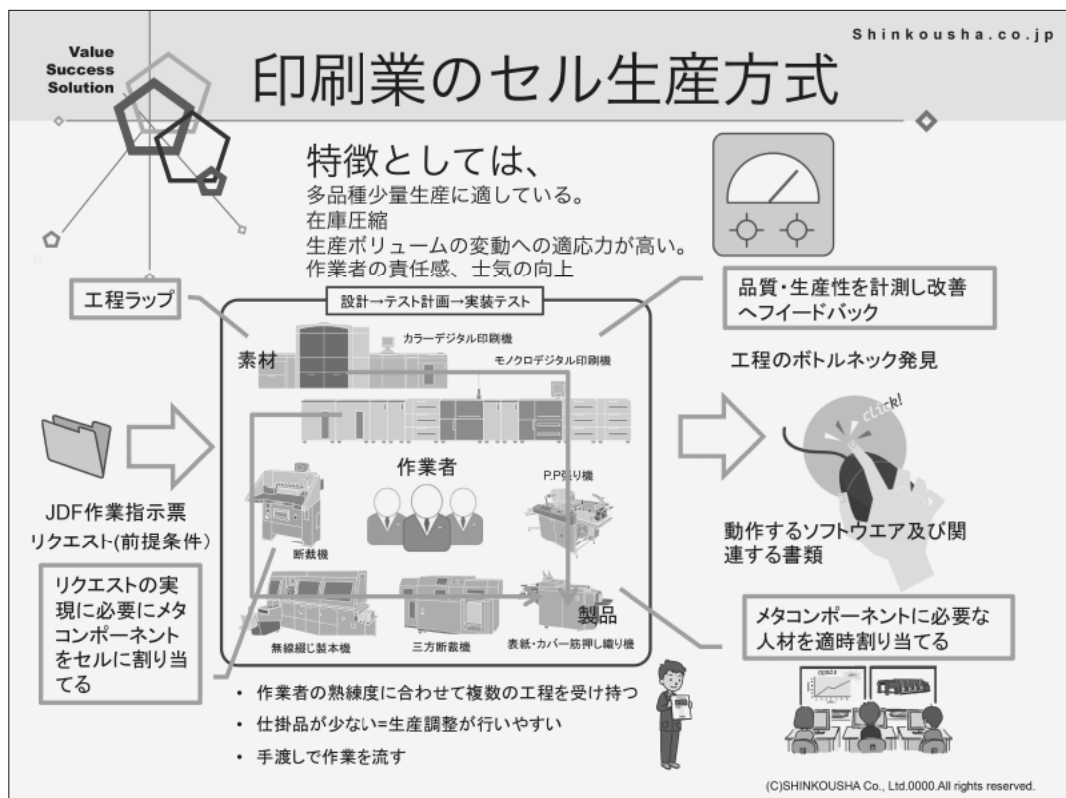 Shinkousha.co.jp
Value
Success
Solution
印刷業のセル生産方式
特徴としては、
多品種少量生産に適している。
在庫圧縮
生産ボリュームの変動への適応力が高い。
作業者の責任感、士気の向上
工程ラップ
設計→テスト計画→実装テスト
品質・生産性を計測し改善
へフイードバック
素材
カラーデジタル印刷機
モノクロデジタル印刷機
工程のボトルネック発見
click!
作業者
P.P張り機
JDF作業指示票
リクエスト(前提条件)
断裁機
動作するソフトウエア及び関
連する書類
リクエストの実
現に必要にメタ
コンポーネント
をセルに割り当
てる
製品
無線綴じ製本機
三方断裁機
表紙・カバー筋押し織り機
メタコンポーネントに必要な
人材を適時割り当てる
• 作業者の熟練度に合わせて複数の工程を受け持つ
• 仕掛品が少ない=生産調整が行いやすい
• 手渡しで作業を流す
(C)SHINKOUSHA Co., Ltd.0000.All rights reserved.